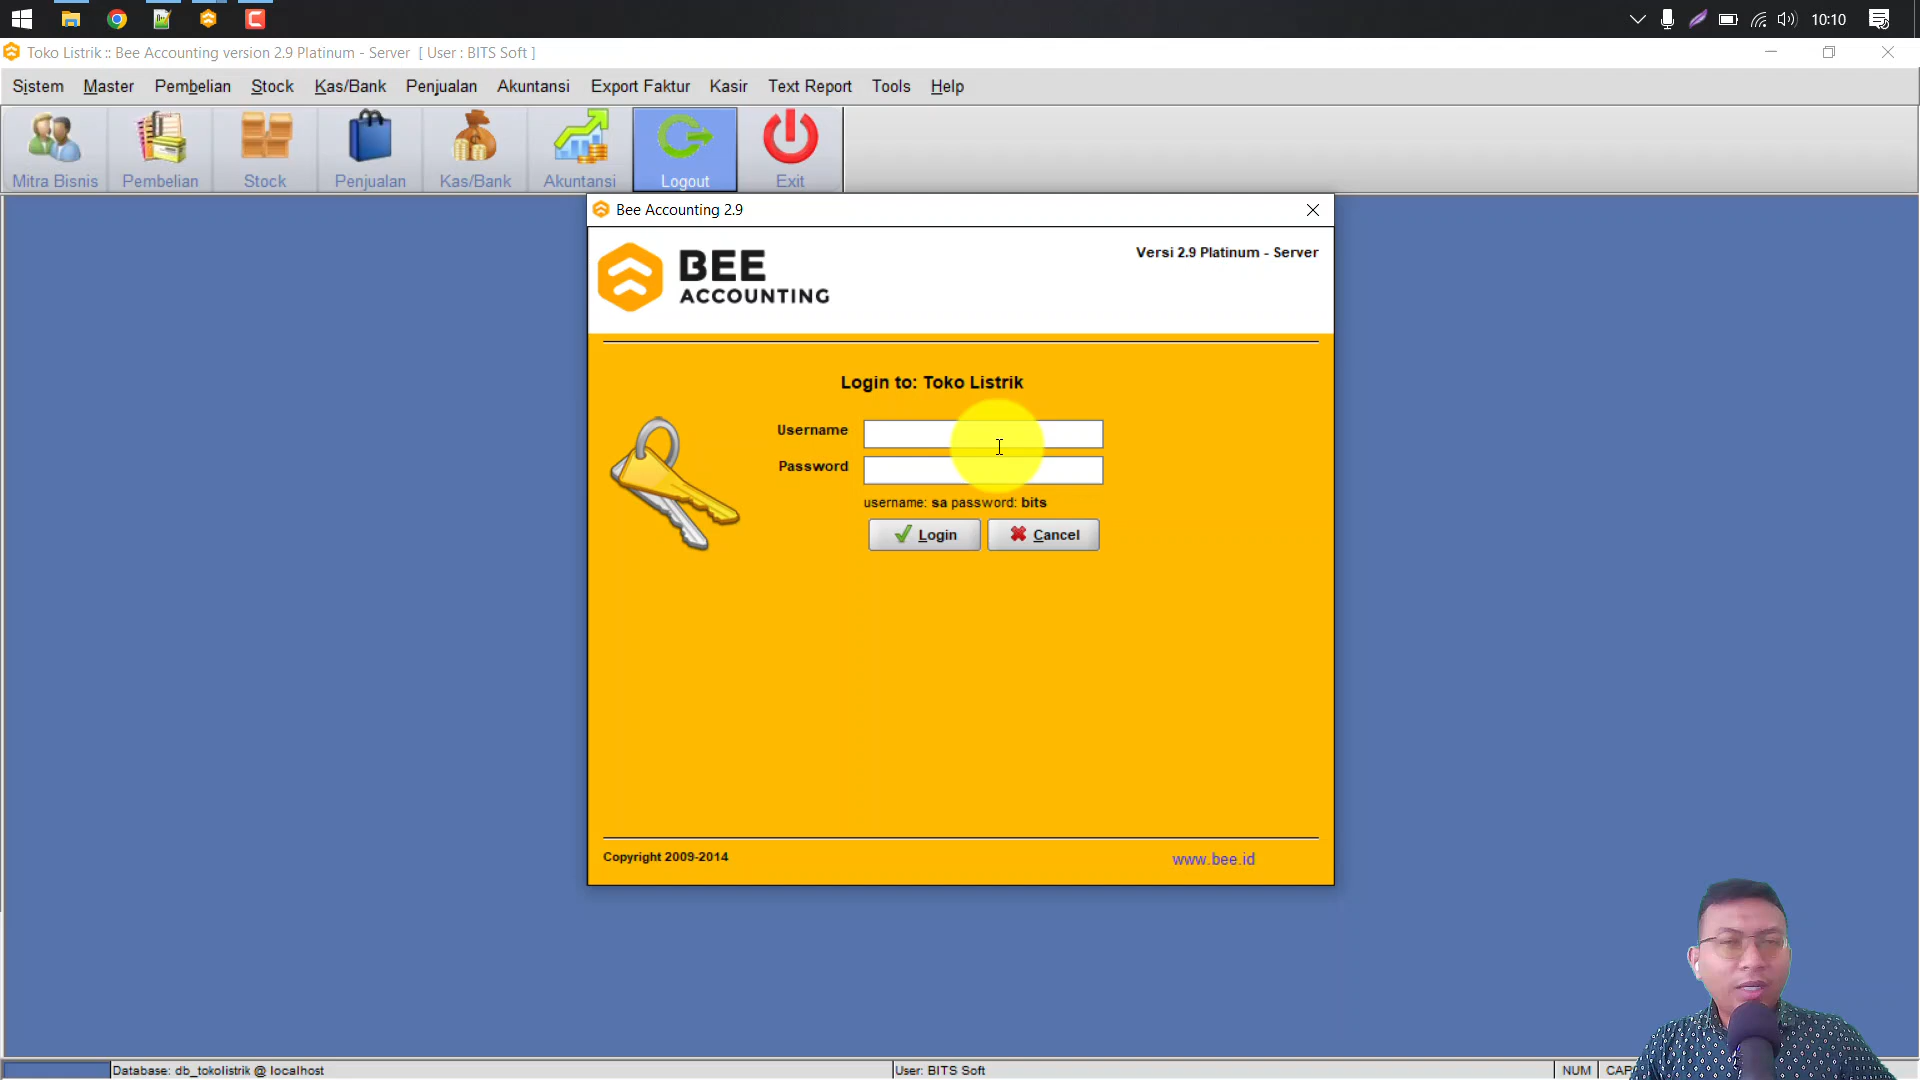 10:10
Toko Listrik :: Bee Accounting version 2.9 Platinum - Server [ User : BITS Soft ]
Sistem Master Pembelian Stock Kas/Bank Penjualan Akuntansi Export Faktur Kasir Text Report Tools Help
Mitra Bisnis Pembelian Stock Penjualan Kas/Bank Akuntansi Logout Exit
Bee Accounting 2.9
BEE
ACCOUNTING
Versi 2.9 Platinum - Server
Login to: Toko Listrik
Username
Password
username: sa password: bits
Login Cancel
Copyright 2009-2014
www.bee.id
Database: db_tokolistrik @ localhost
User: BITS Soft
NUM